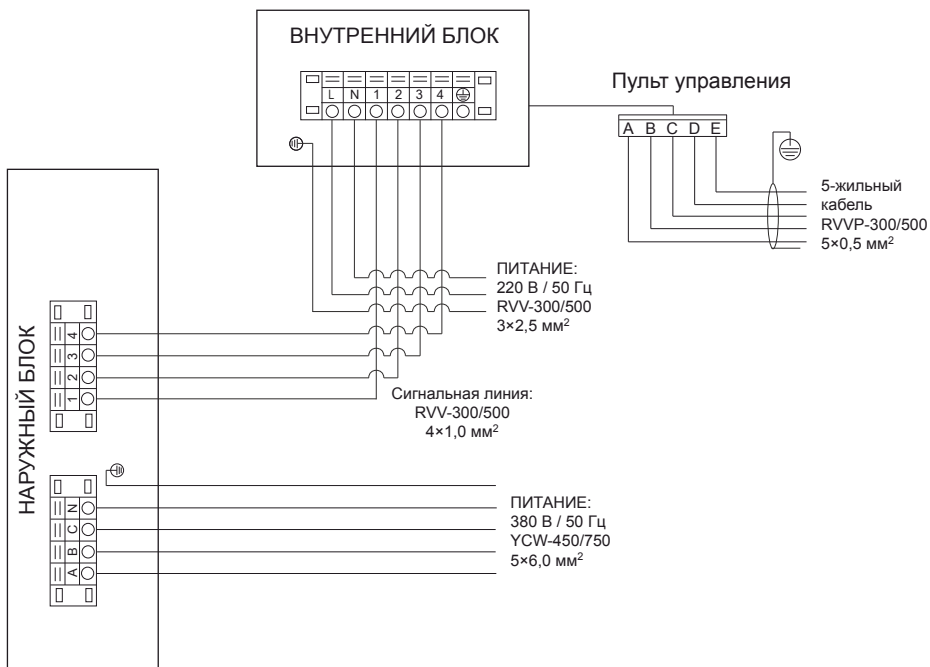 ВНУТРЕННИЙ БЛОК
L N 1 2 3 4
Пульт управления
A B C D E
5-жильный
кабель
RVVP-300/500
5×0,5 мм²
ПИТАНИЕ:
220 В / 50 Гц
RVV-300/500
3×2,5 мм²
НАРУЖНЫЙ БЛОК
4
3
2
1
Сигнальная линия:
RVV-300/500
4×1,0 мм²
N
C
B
A
ПИТАНИЕ:
380 В / 50 Гц
YCW-450/750
5×6,0 мм²